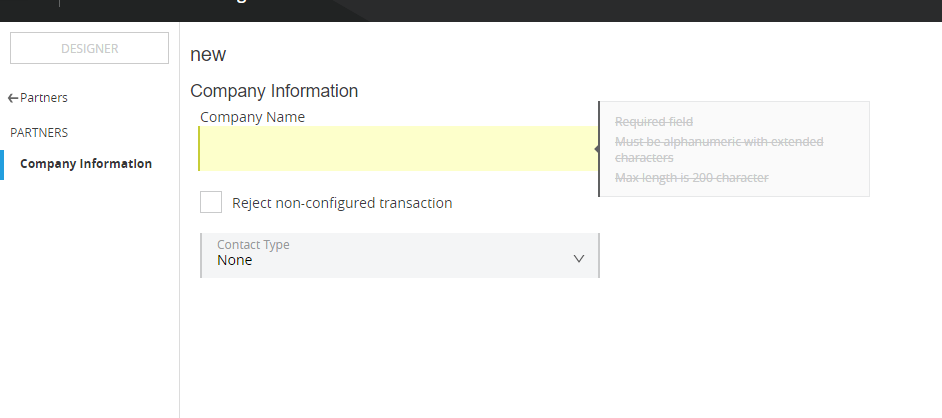 DESIGNER
Partners
PARTNERS
Company Information
new
Company Information
Company Name
Required field
Must be alphanumeric with extended
characters
Max length is 200 character
Reject non-configured transaction
Contact Type
None